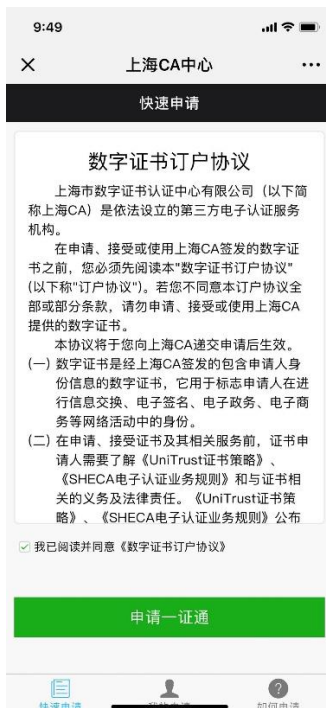 9:49
上海CA中心
快速申请
数字证书订户协议
上海市数字证书认证中心有限公司（以下简
称上海CA）是依法设立的第三方电子认证服务
机构。
在申请、接受或使用上海CA签发的数字证
书之前，您必须先阅读本"数字证书订户协议"
(以下称"订户协议")。若您不同意本订户协议全
部或部分条款，请勿申请、接受或使用上海CA
提供的数字证书。
本协议将于您向上海CA递交申请后生效。
(一) 数字证书是经上海CA签发的包含申请人身
份信息的数字证书，它用于标志申请人在进
行信息交换、电子签名、电子政务、电子商
务等网络活动中的身份。
(二) 在申请、接受证书及其相关服务前，证书申
请人需要了解《UniTrust证书策略》、
《SHECA电子认证业务规则》和与证书相
关的义务及法律责任。《UniTrust证书策
略》、《SHECA电子认证业务规则》公布
我已阅读并同意《数字证书订户协议》
申请一证通
快速申请
我的申请
如何申请